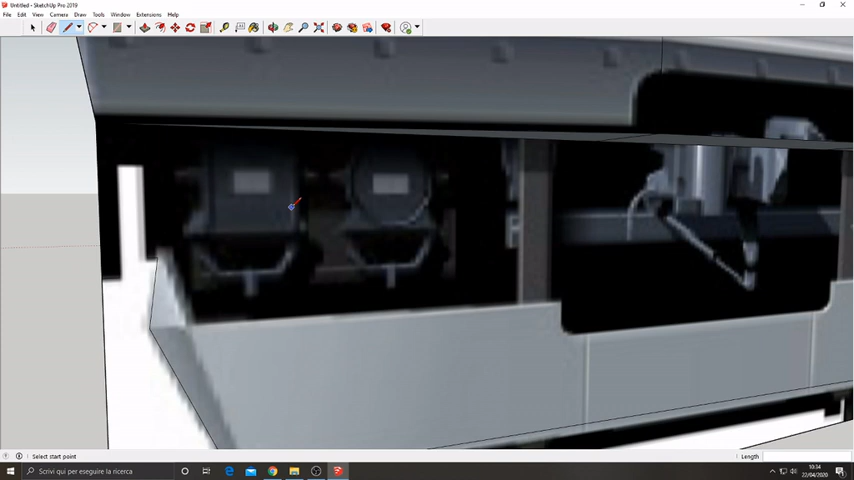 Untitled - SketchUp Pro 2019
File Edit View Camera Draw Tools Window Extensions Help
Select start point
Length
Scrivi qui per eseguire la ricerca
10:34
22/04/2020